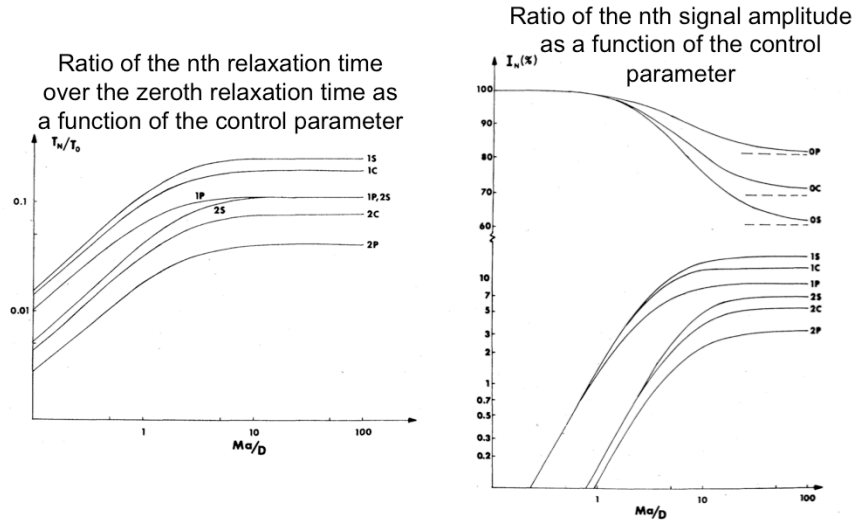 Ratio of the nth relaxation time
over the zeroth relaxation time as
a function of the control parameter
T_N/T_0
0.1
0.01
1S
1C
1P
1P,2S
2S
2C
2P
1
10
100
Ma/D
Ratio of the nth signal amplitude
as a function of the control
parameter
I_N(%)
100
90
80
70
60
10
7
5
3
2
1
0.7
0.5
0.3
0.2
0P
0C
0S
1S
1C
1P
2S
2C
2P
1
10
100
Ma/D